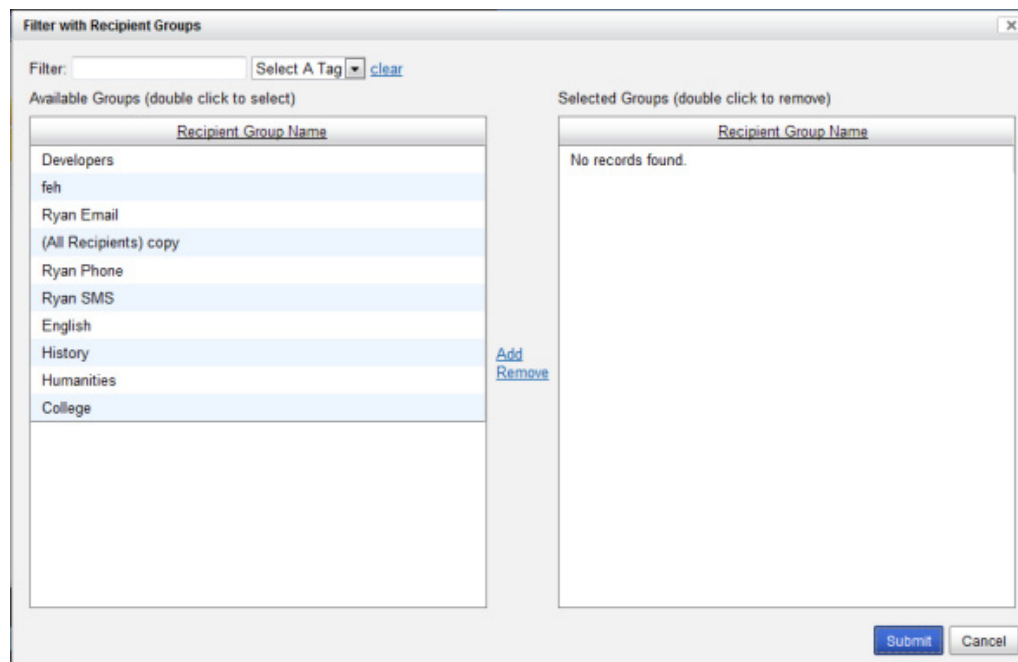 Filter with Recipient Groups
Filter: Select A Tag clear
Available Groups (double click to select)
Selected Groups (double click to remove)
Recipient Group Name
Recipient Group Name
Developers
No records found.
feh
Ryan Email
(All Recipients) copy
Ryan Phone
Ryan SMS
English
History
Humanities
College
Add
Remove
Submit
Cancel